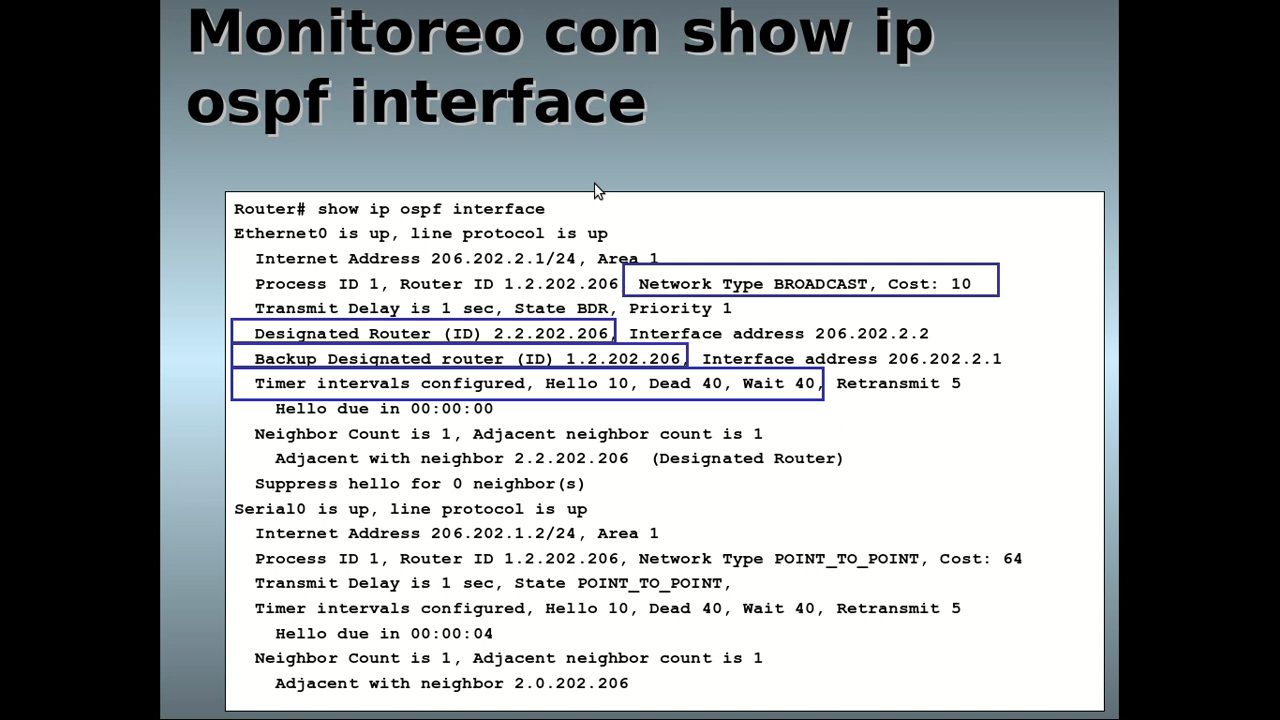 Monitoreo con show ip
ospf interface
Router# show ip ospf interface
Ethernet0 is up, line protocol is up
Internet Address 206.202.2.1/24, Area 1
Process ID 1, Router ID 1.2.202.206, Network Type BROADCAST, Cost: 10
Transmit Delay is 1 sec, State BDR, Priority 1
Designated Router (ID) 2.2.202.206, Interface address 206.202.2.2
Backup Designated router (ID) 1.2.202.206, Interface address 206.202.2.1
Timer intervals configured, Hello 10, Dead 40, Wait 40, Retransmit 5
Hello due in 00:00:00
Neighbor Count is 1, Adjacent neighbor count is 1
Adjacent with neighbor 2.2.202.206 (Designated Router)
Suppress hello for 0 neighbor(s)
Serial0 is up, line protocol is up
Internet Address 206.202.1.2/24, Area 1
Process ID 1, Router ID 1.2.202.206, Network Type POINT_TO_POINT, Cost: 64
Transmit Delay is 1 sec, State POINT_TO_POINT,
Timer intervals configured, Hello 10, Dead 40, Wait 40, Retransmit 5
Hello due in 00:00:04
Neighbor Count is 1, Adjacent neighbor count is 1
Adjacent with neighbor 2.0.202.206